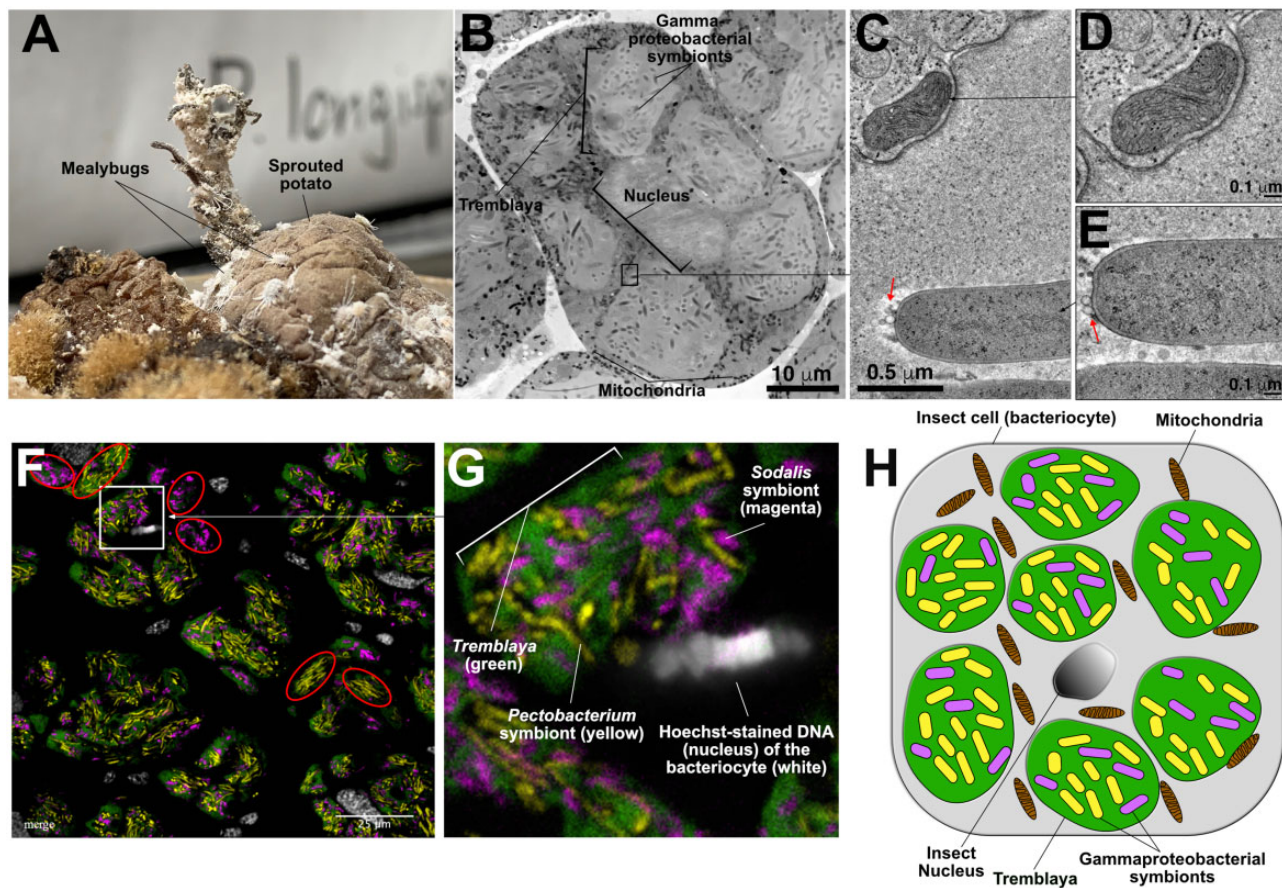 A
P. longisp
Mealybugs
Sprouted
potato
B
Gamma-
proteobacterial
symbionts
Tremblaya
Nucleus
Mitochondria
10 μm
C
0.5 μm
D
0.1 μm
E
0.1 μm
F
merge
25 μm
G
Sodalis
symbiont
(magenta)
Tremblaya
(green)
Pectobacterium
symbiont (yellow)
Hoechst-stained DNA
(nucleus) of the
bacteriocyte (white)
H
Insect cell (bacteriocyte)
Mitochondria
Insect
Nucleus
Tremblaya
Gammaproteobacterial
symbionts